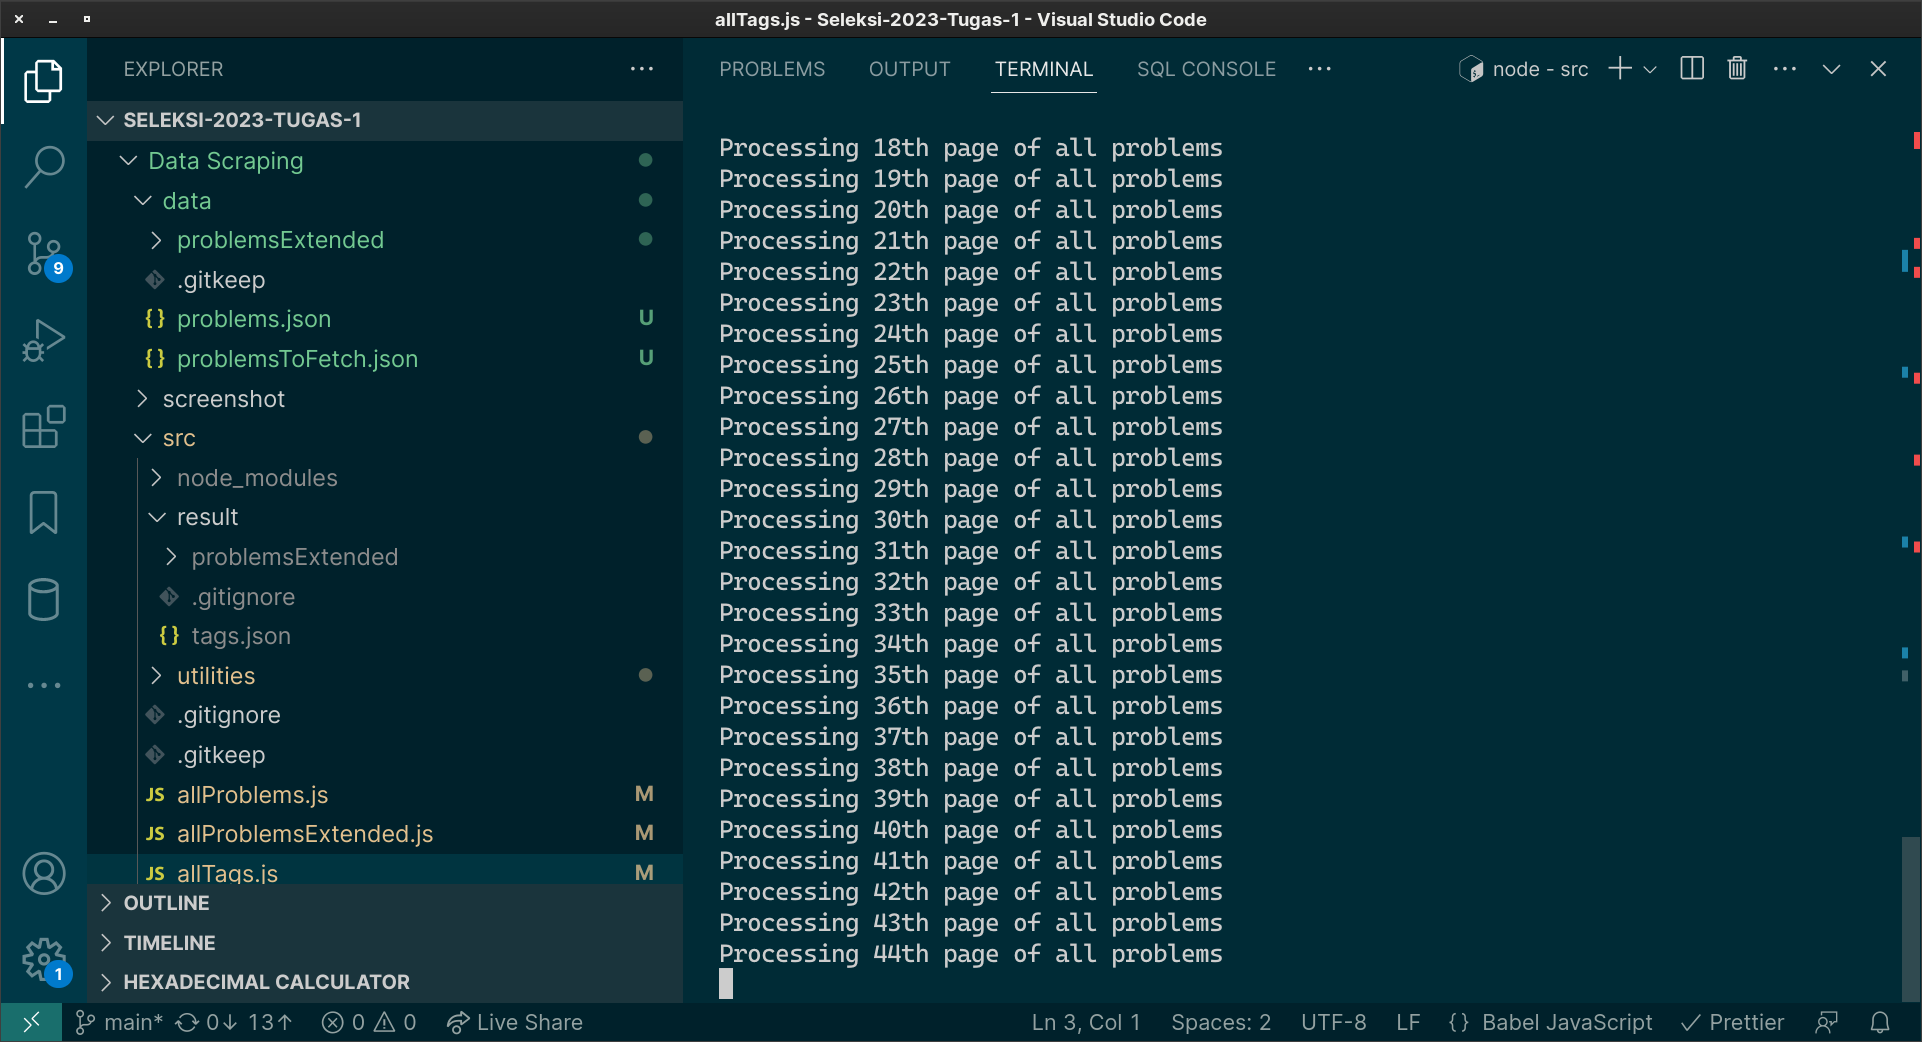 allTags.js - Seleksi-2023-Tugas-1 - Visual Studio Code
EXPLORER
SELEKSI-2023-TUGAS-1
Data Scraping
data
problemsExtended
.gitkeep
{} problems.json U
{} problemsToFetch.json U
screenshot
src
node_modules
result
problemsExtended
.gitignore
{} tags.json
utilities
.gitignore
.gitkeep
JS allProblems.js M
JS allProblemsExtended.js M
JS allTags.js M
OUTLINE
TIMELINE
HEXADECIMAL CALCULATOR
9
1
PROBLEMS OUTPUT TERMINAL SQL CONSOLE
node - src
Processing 18th page of all problems
Processing 19th page of all problems
Processing 20th page of all problems
Processing 21th page of all problems
Processing 22th page of all problems
Processing 23th page of all problems
Processing 24th page of all problems
Processing 25th page of all problems
Processing 26th page of all problems
Processing 27th page of all problems
Processing 28th page of all problems
Processing 29th page of all problems
Processing 30th page of all problems
Processing 31th page of all problems
Processing 32th page of all problems
Processing 33th page of all problems
Processing 34th page of all problems
Processing 35th page of all problems
Processing 36th page of all problems
Processing 37th page of all problems
Processing 38th page of all problems
Processing 39th page of all problems
Processing 40th page of all problems
Processing 41th page of all problems
Processing 42th page of all problems
Processing 43th page of all problems
Processing 44th page of all problems
main* 0↓ 13↑ 0 0 Live Share Ln 3, Col 1 Spaces: 2 UTF-8 LF {} Babel JavaScript Prettier